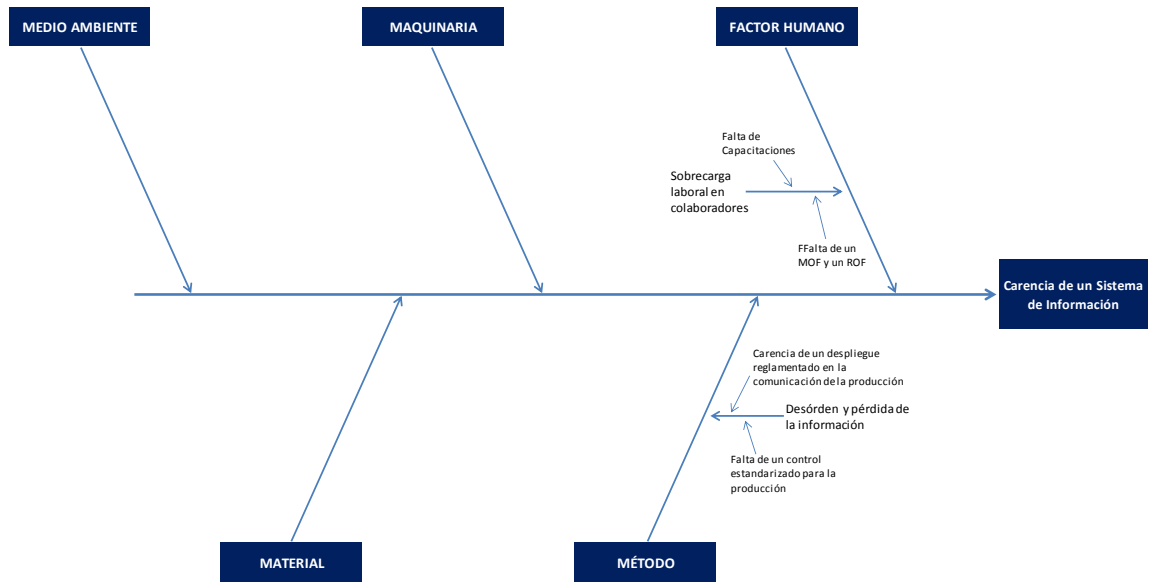 MEDIO AMBIENTE
MAQUINARIA
FACTOR HUMANO
Falta de
Capacitaciones
Sobrecarga
laboral en
colaboradores
FFalta de un
MOF y un ROF
Carencia de un Sistema
de Información
Carencia de un despliegue
reglamentado en la
comunicación de la producción
Desórden y pérdida de
la información
Falta de un control
estandarizado para la
producción
MATERIAL
MÉTODO